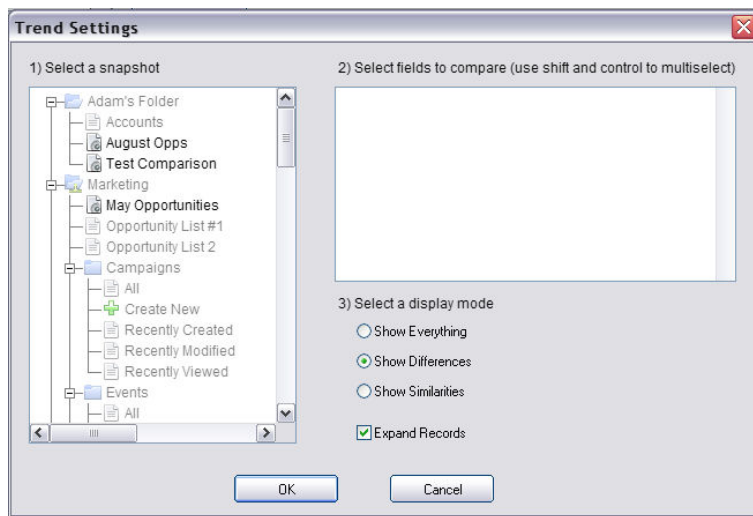 Trend Settings
1) Select a snapshot
Adam's Folder
Accounts
August Opps
Test Comparison
Marketing
May Opportunities
Opportunity List #1
Opportunity List 2
Campaigns
All
Create New
Recently Created
Recently Modified
Recently Viewed
Events
All
2) Select fields to compare (use shift and control to multiselect)
3) Select a display mode
Show Everything
Show Differences
Show Similarities
Expand Records
OK
Cancel